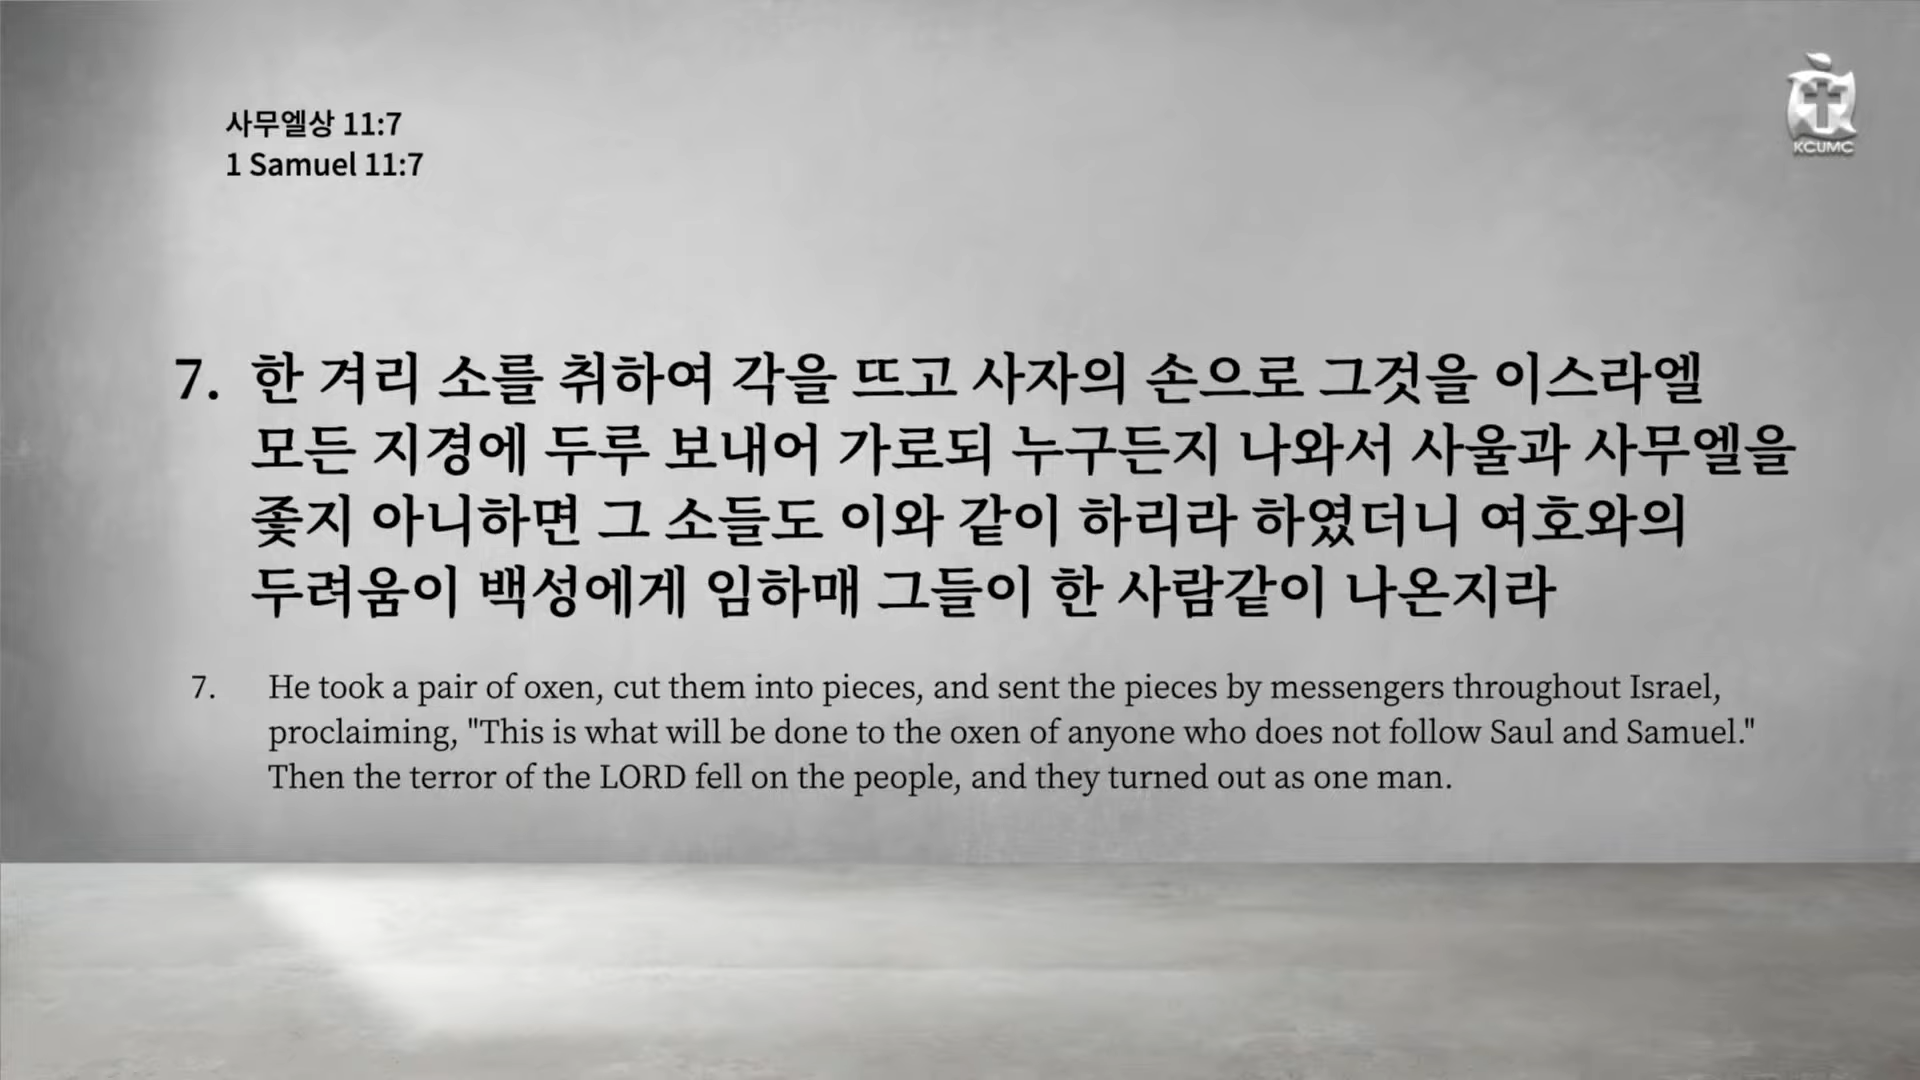 사무엘상 11:7
1 Samuel 11:7
KCUMC
7. 한 겨리 소를 취하여 각을 뜨고 사자의 손으로 그것을 이스라엘
모든 지경에 두루 보내어 가로되 누구든지 나와서 사울과 사무엘을
좇지 아니하면 그 소들도 이와 같이 하리라 하였더니 여호와의
두려움이 백성에게 임하매 그들이 한 사람같이 나온지라
7. He took a pair of oxen, cut them into pieces, and sent the pieces by messengers throughout Israel,
proclaiming, "This is what will be done to the oxen of anyone who does not follow Saul and Samuel."
Then the terror of the LORD fell on the people, and they turned out as one man.